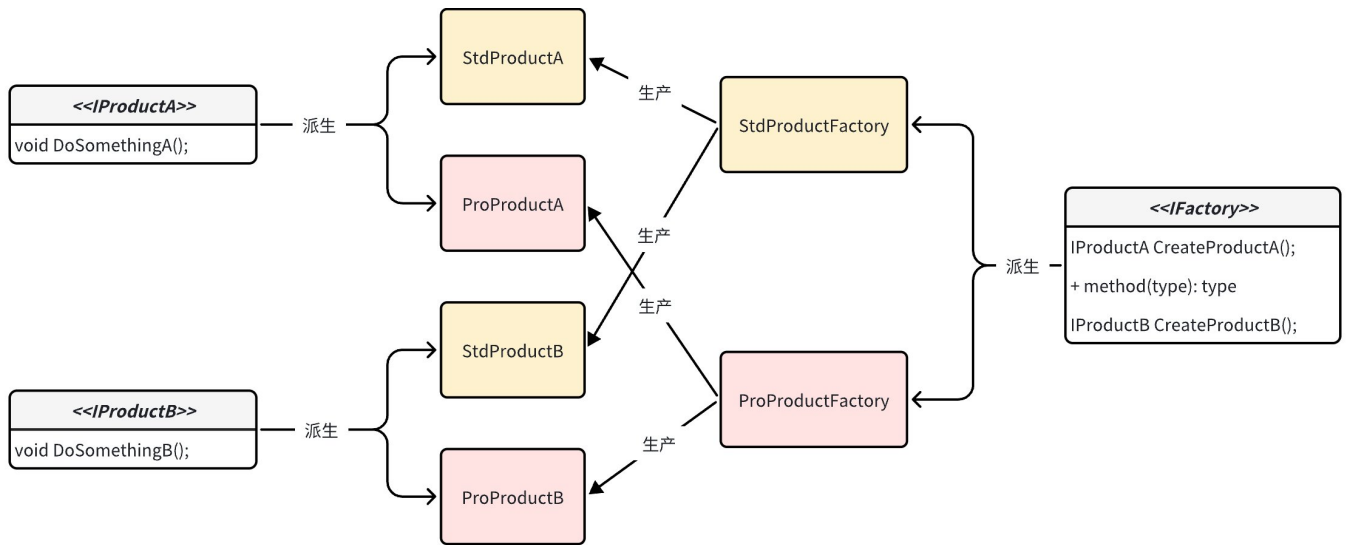 <<IProductA>>
void DoSomethingA();
派生
StdProductA
ProProductA
<<IProductB>>
void DoSomethingB();
派生
StdProductB
ProProductB
生产
生产
生产
生产
StdProductFactory
ProProductFactory
派生
<<IFactory>>
IProductA CreateProductA();
+ method(type): type
IProductB CreateProductB();